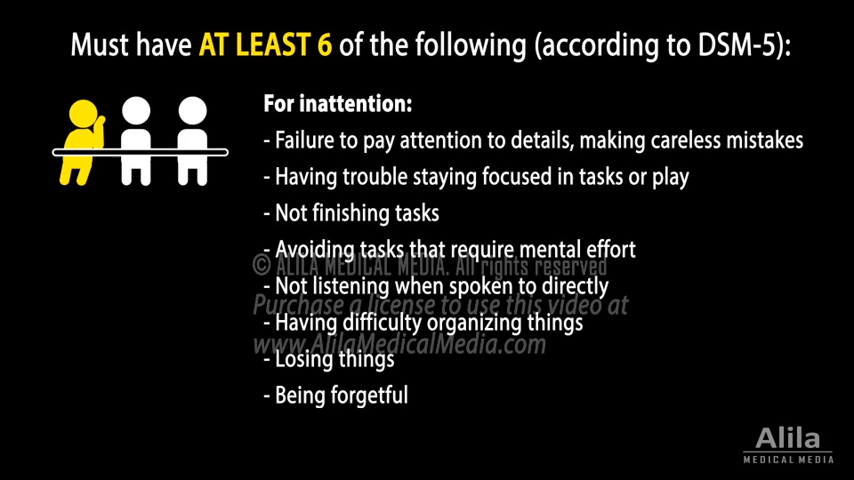 Must have AT LEAST 6 of the following (according to DSM-5):
For inattention:
- Failure to pay attention to details, making careless mistakes
- Having trouble staying focused in tasks or play
- Not finishing tasks
- Avoiding tasks that require mental effort
© ALILA MEDICAL MEDIA. All rights reserved
- Not listening when spoken to directly
Purchase a license to use this video at
- Having difficulty organizing things
www.AlilaMedicalMedia.com
- Losing things
- Being forgetful
Alila
MEDICAL MEDIA